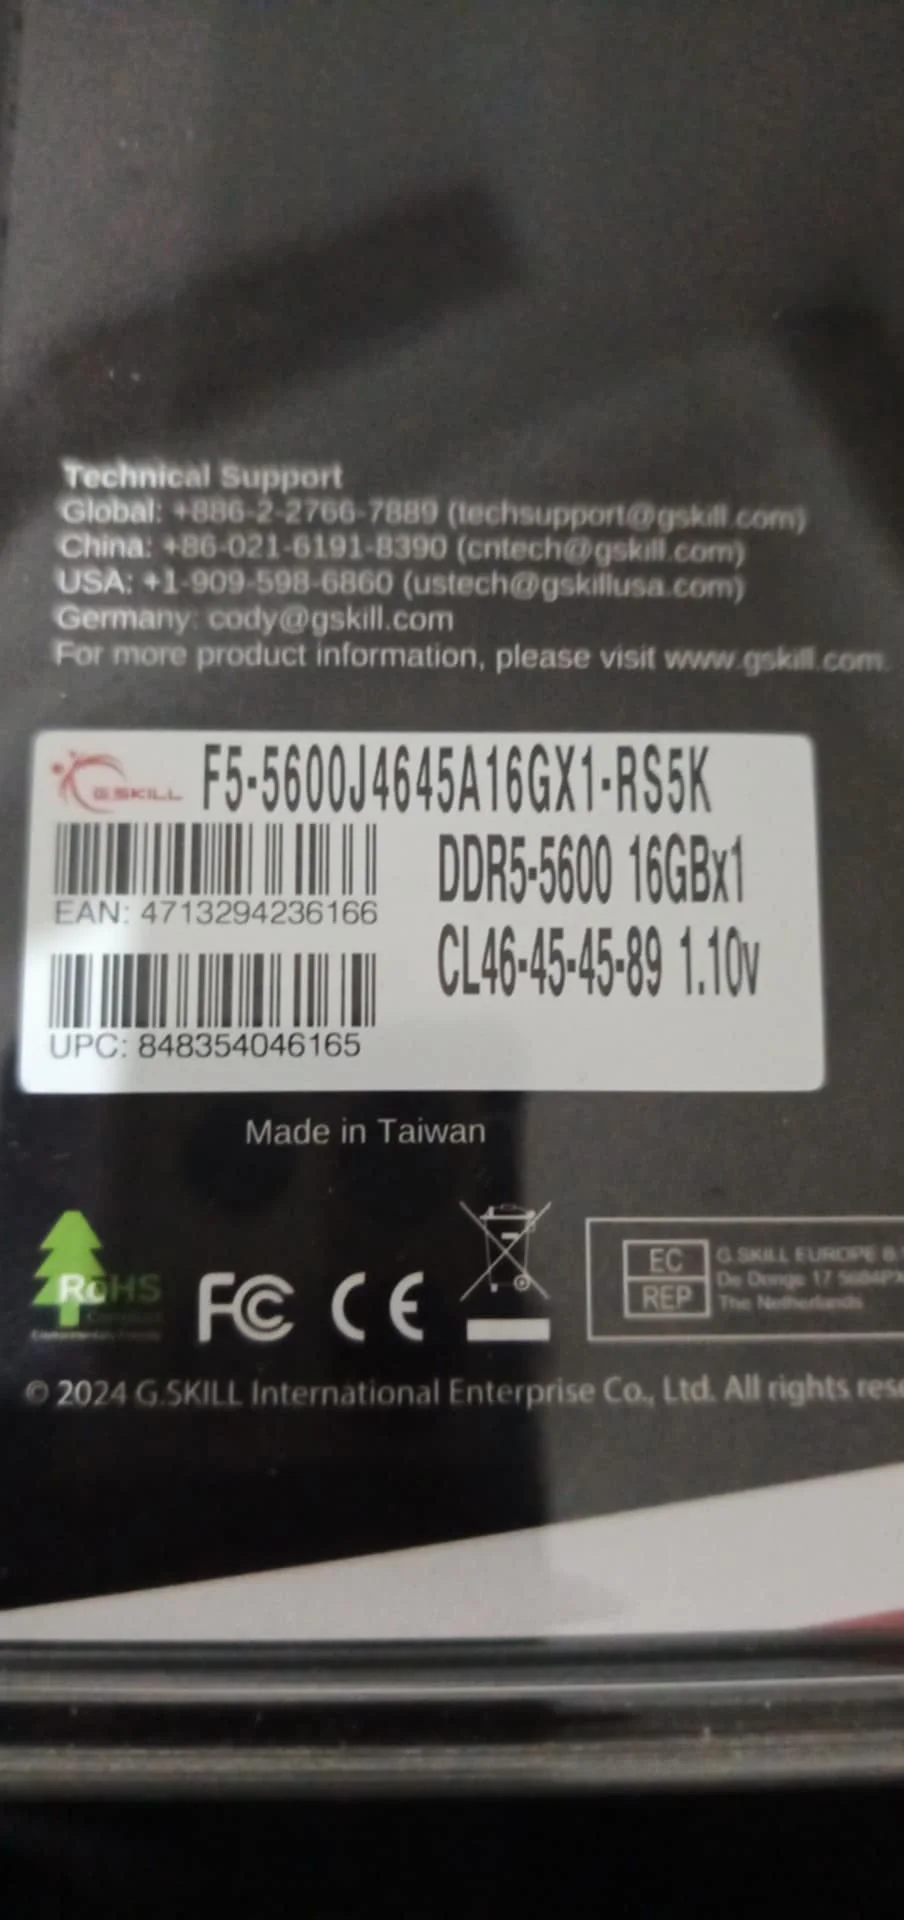 Technical Support
Global: +886-2-2766-7889 (techsupport@gskill.com)
China: +86-021-6191-8390 (cntech@gskill.com)
USA: +1-909-598-6860 (ustech@gskillusa.com)
Germany: cody@gskill.com
For more product information, please visit www.gskill.com.
G.SKILL F5-5600J4645A16GX1-RS5K
DDR5-5600 16GBx1
EAN: 4713294236166
CL46-45-45-89 1.10v
UPC: 848354046165
Made in Taiwan
RoHS
FC CE
EC REP
G.SKILL EUROPE
De Dongo 17
The Netherlands
© 2024 G.SKILL International Enterprise Co., Ltd. All rights rese